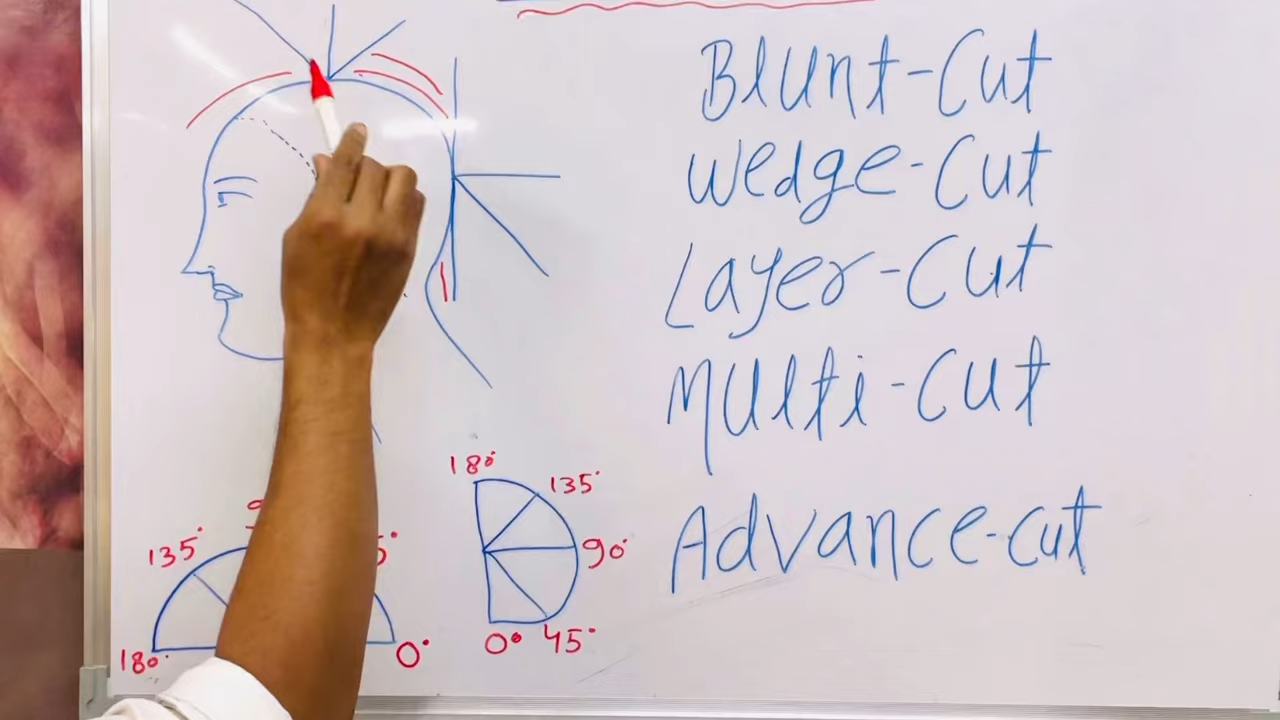 Blunt-Cut
Wedge-Cut
Layer-Cut
Multi-Cut
Advance-cut
180°
135°
90°
45°
0°
135°
180°
0°